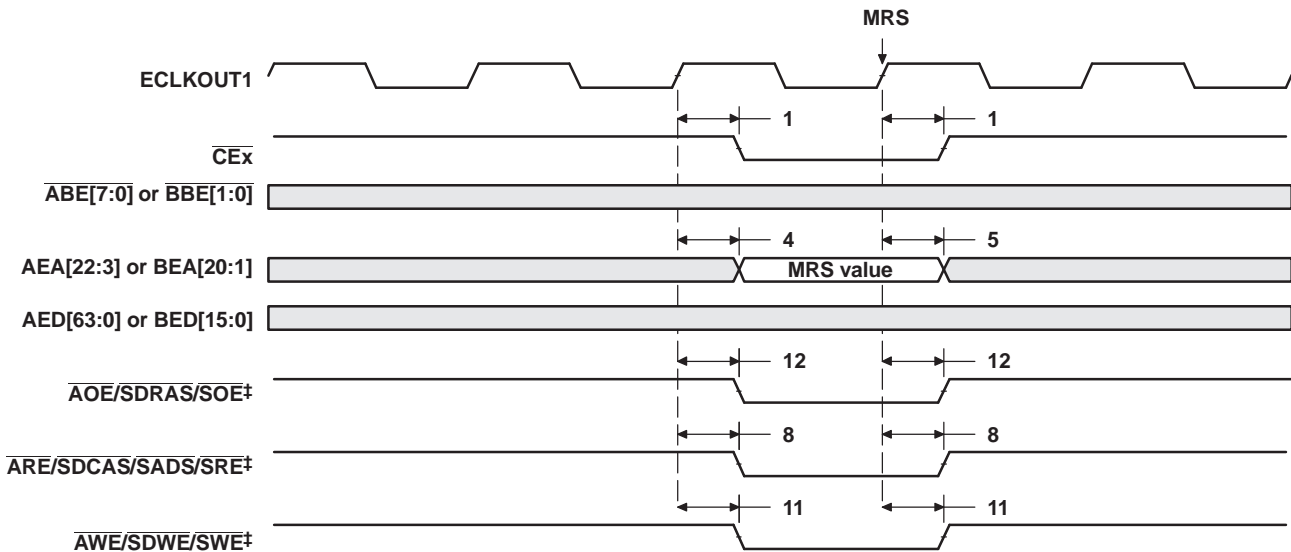 MRS
ECLKOUT1
1 1
CEx
ABE[7:0] or BBE[1:0]
4 5
AEA[22:3] or BEA[20:1] MRS value
AED[63:0] or BED[15:0]
12 12
AOE/SDRAS/SOE‡
8 8
ARE/SDCAS/SADS/SRE‡
11 11
AWE/SDWE/SWE‡